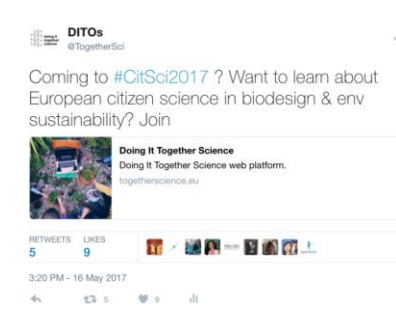 DITOs
@TogetherSci
Coming to #CitSci2017 ? Want to learn about
European citizen science in biodesign & env
sustainability? Join
Doing It Together Science
Doing It Together Science web platform.
togetherscience.eu
RETWEETS LIKES
5 9
3:20 PM - 16 May 2017
5 9